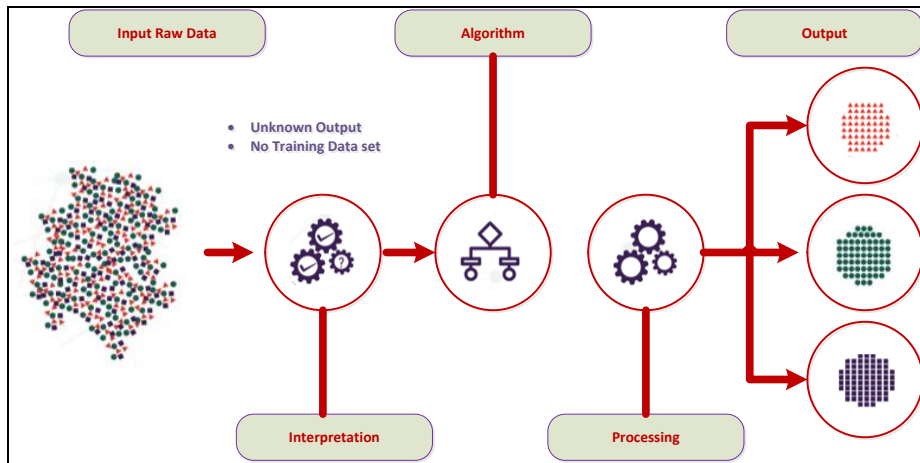 Input Raw Data
Algorithm
Output
• Unknown Output
• No Training Data set
?
Interpretation
Processing